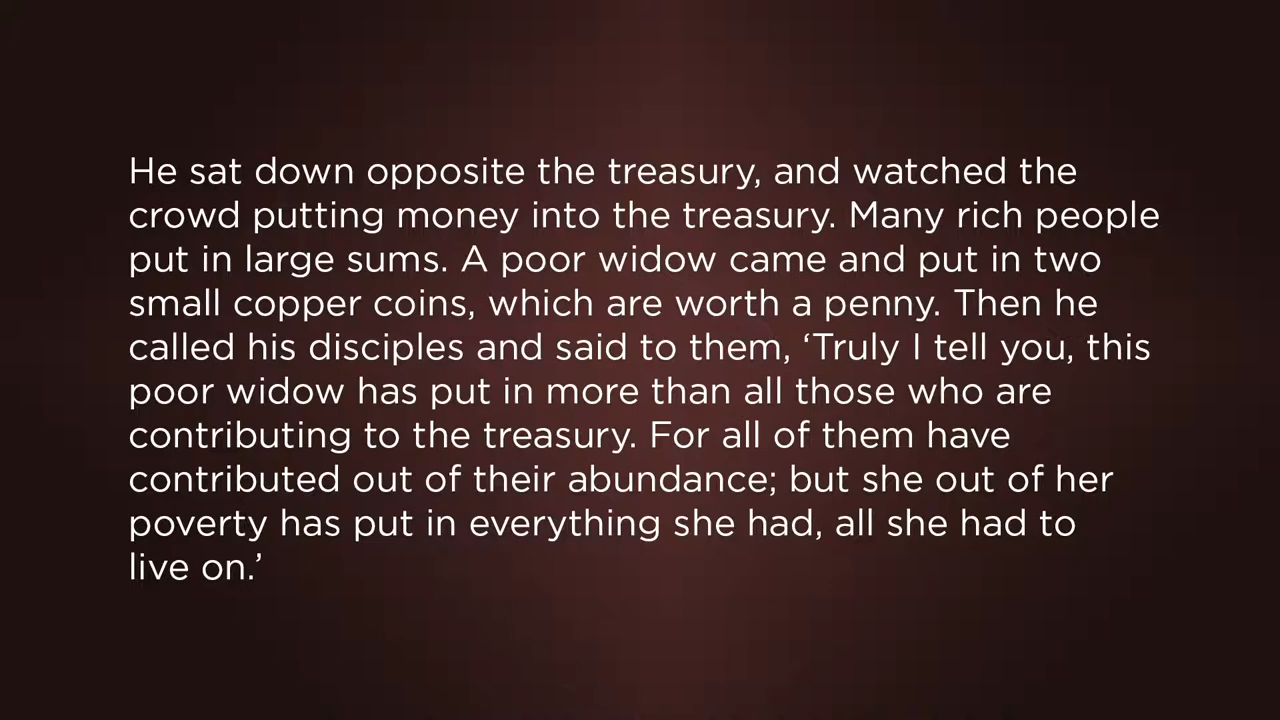 He sat down opposite the treasury, and watched the
crowd putting money into the treasury. Many rich people
put in large sums. A poor widow came and put in two
small copper coins, which are worth a penny. Then he
called his disciples and said to them, ‘Truly I tell you, this
poor widow has put in more than all those who are
contributing to the treasury. For all of them have
contributed out of their abundance; but she out of her
poverty has put in everything she had, all she had to
live on.’